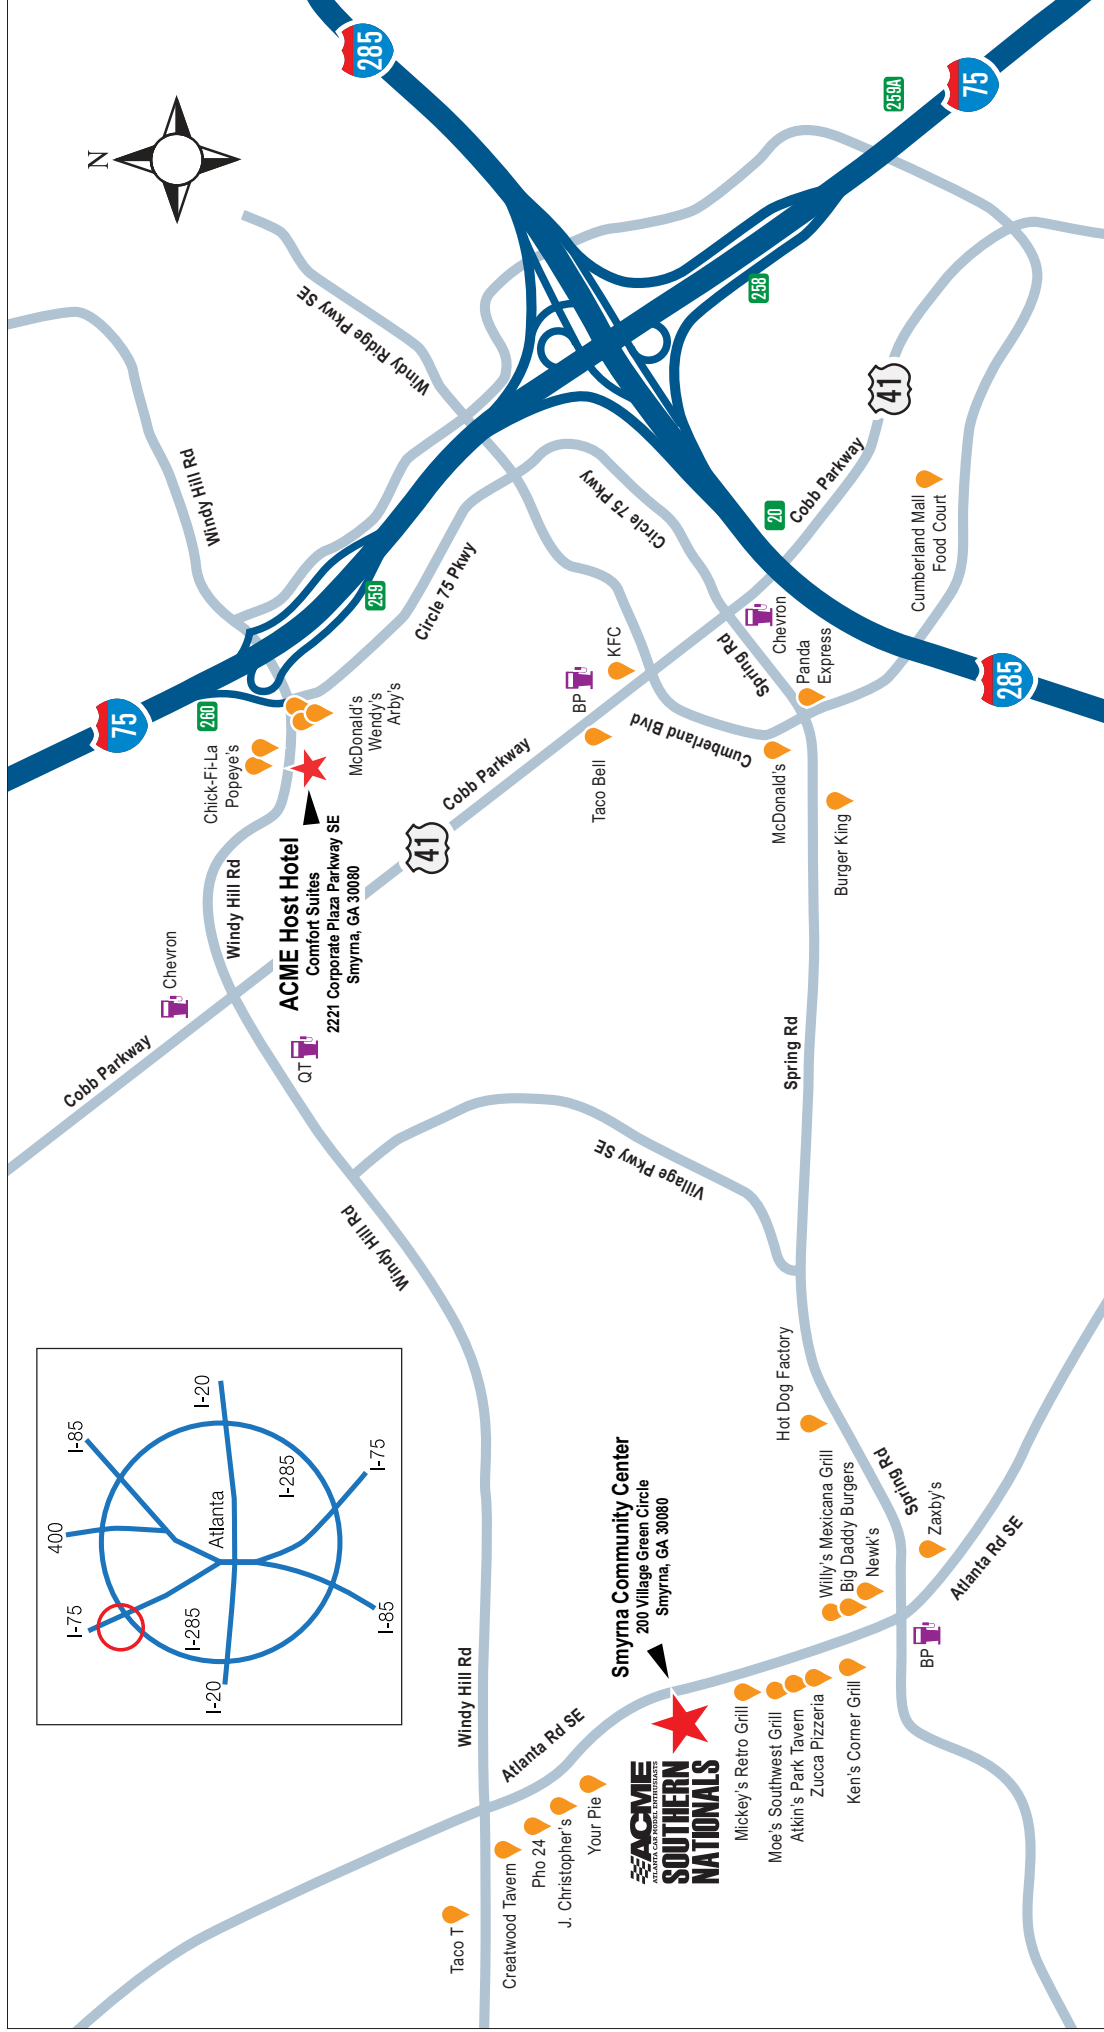 I-75
400
I-85
I-20
I-285
Atlanta
I-285
I-20
I-85
I-75
N
Taco T
Creatwood Tavern
Pho 24
J. Christopher's
Your Pie
Windy Hill Rd
Atlanta Rd SE
ACME
ATLANTA CAR MODEL ENTHUSIASTS
SOUTHERN
NATIONALS
Smyrna Community Center
200 Village Green Circle
Smyrna, GA 30080
Mickey's Retro Grill
Moe's Southwest Grill
Atkin's Park Tavern
Zucca Pizzeria
Ken's Corner Grill
BP
Willy's Mexicana Grill
Big Daddy Burgers
Newk's
Zaxby's
Atlanta Rd SE
Spring Rd
Hot Dog Factory
Windy Hill Rd
Village Pkwy SE
Spring Rd
Cobb Parkway
Chevron
QT
Windy Hill Rd
ACME Host Hotel
Comfort Suites
2221 Corporate Plaza Parkway SE
Smyrna, GA 30080
Chick-Fi-La
Popeye's
McDonald's
Wendy's
Arby's
75
260
259
Windy Hill Rd
Circle 75 Pkwy
Windy Ridge Pkwy SE
41
Cobb Parkway
BP
KFC
Taco Bell
Cumberland Blvd
McDonald's
Burger King
Spring Rd
Panda
Express
Chevron
Circle 75 Pkwy
20
Cobb Parkway
41
Cumberland Mall
Food Court
285
285
258
259A
75